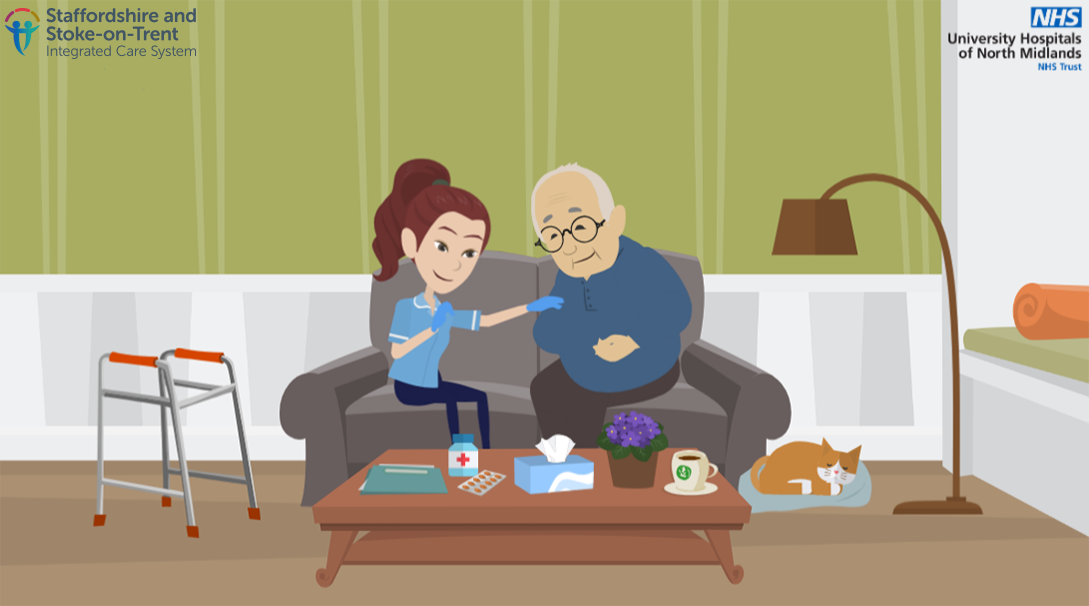 Staffordshire and
Stoke-on-Trent
Integrated Care System
NHS
University Hospitals
of North Midlands
NHS Trust